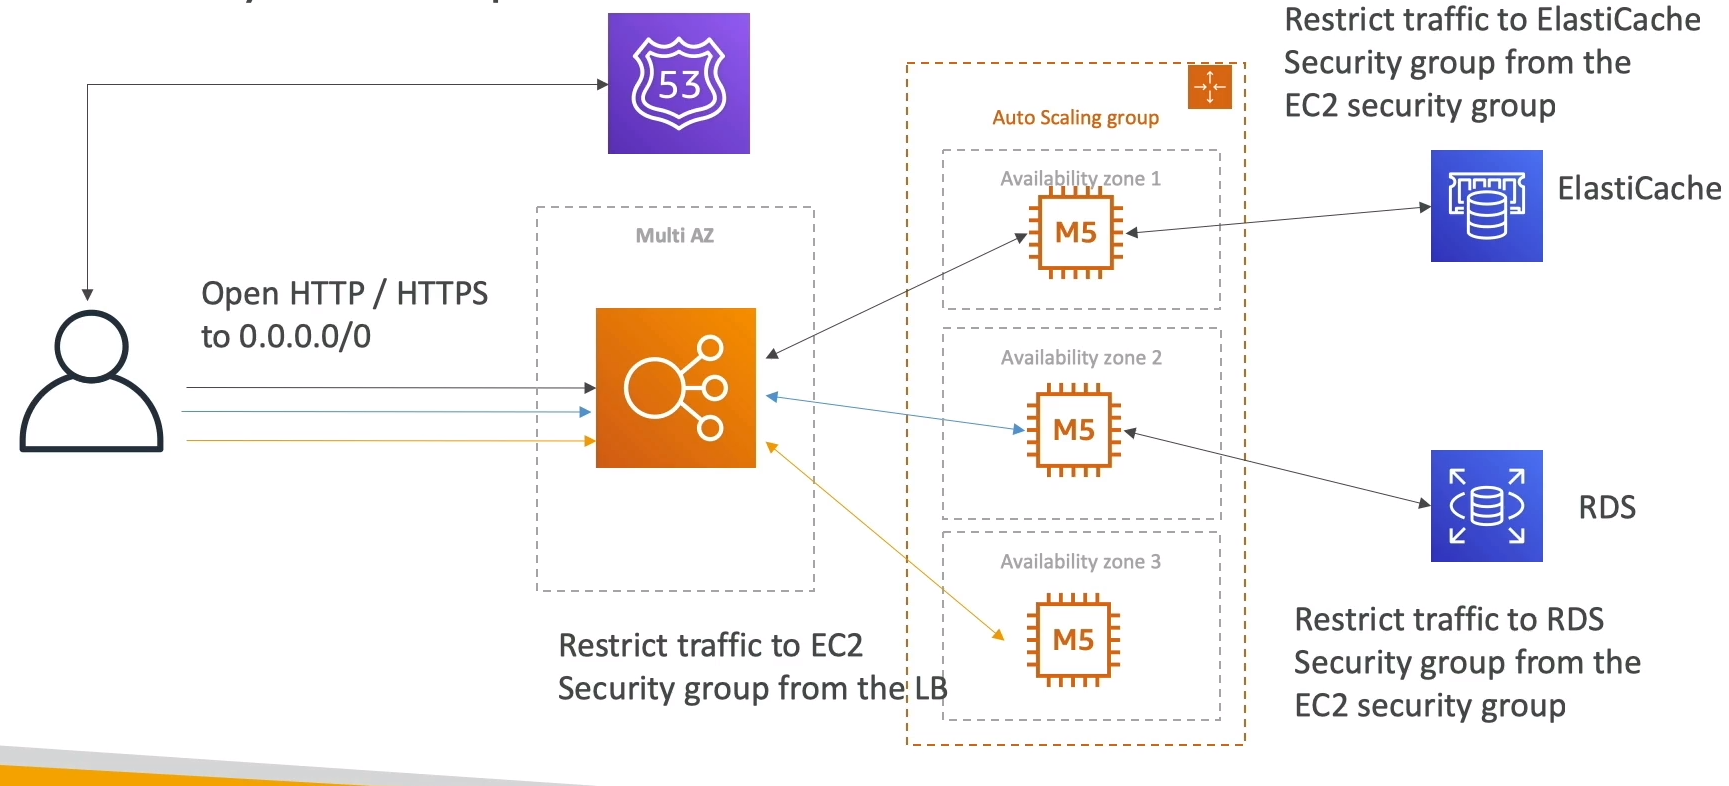 Restrict traffic to ElastiCache
Security group from the
EC2 security group
53
Auto Scaling group
Availability zone 1
M5
ElastiCache
Multi AZ
Open HTTP / HTTPS
to 0.0.0.0/0
Availability zone 2
M5
RDS
Availability zone 3
M5
Restrict traffic to EC2
Security group from the LB
Restrict traffic to RDS
Security group from the
EC2 security group